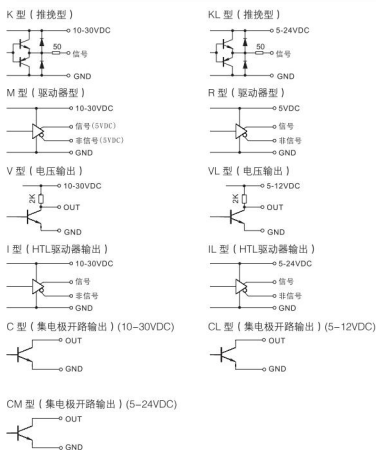 K 型(推挽型)
10-30VDC
50
信号
GND
KL 型(推挽型)
5-24VDC
50
信号
GND
M 型(驱动器型)
10-30VDC
信号(5VDC)
非信号(5VDC)
GND
R 型(驱动器型)
5VDC
信号
非信号
GND
V 型(电压输出)
10-30VDC
2K
OUT
GND
VL 型(电压输出)
5-12VDC
2K
OUT
GND
I 型(HTL驱动器输出)
10-30VDC
信号
非信号
GND
IL 型(HTL驱动器输出)
5-24VDC
信号
非信号
GND
C 型(集电极开路输出)(10-30VDC)
OUT
GND
CL 型(集电极开路输出)(5-12VDC)
OUT
GND
CM 型(集电极开路输出)(5-24VDC)
OUT
GND